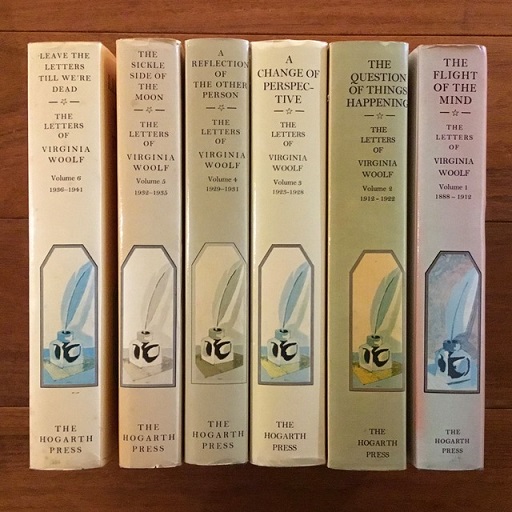 LEAVE THE
LETTERS
TILL WE'RE
DEAD
THE
LETTERS
OF
VIRGINIA
WOOLF
Volume 6
1936-1941
THE
HOGARTH
PRESS
THE
SICKLE
SIDE OF
THE
MOON
THE
LETTERS
OF
VIRGINIA
WOOLF
Volume 5
1932-1935
THE
HOGARTH
PRESS
A
REFLECTION
OF
THE OTHER
PERSON
THE
LETTERS
OF
VIRGINIA
WOOLF
Volume 4
1929-1931
THE
HOGARTH
PRESS
A
CHANGE OF
PERSPEC-
TIVE
THE
LETTERS
OF
VIRGINIA
WOOLF
Volume 3
1923-1928
THE
HOGARTH
PRESS
THE
QUESTION
OF THINGS
HAPPENING
THE
LETTERS
OF
VIRGINIA
WOOLF
Volume 2
1912-1922
THE
HOGARTH
PRESS
THE
FLIGHT
OF THE
MIND
THE
LETTERS
OF
VIRGINIA
WOOLF
Volume 1
1888-1912
THE
HOGARTH
PRESS